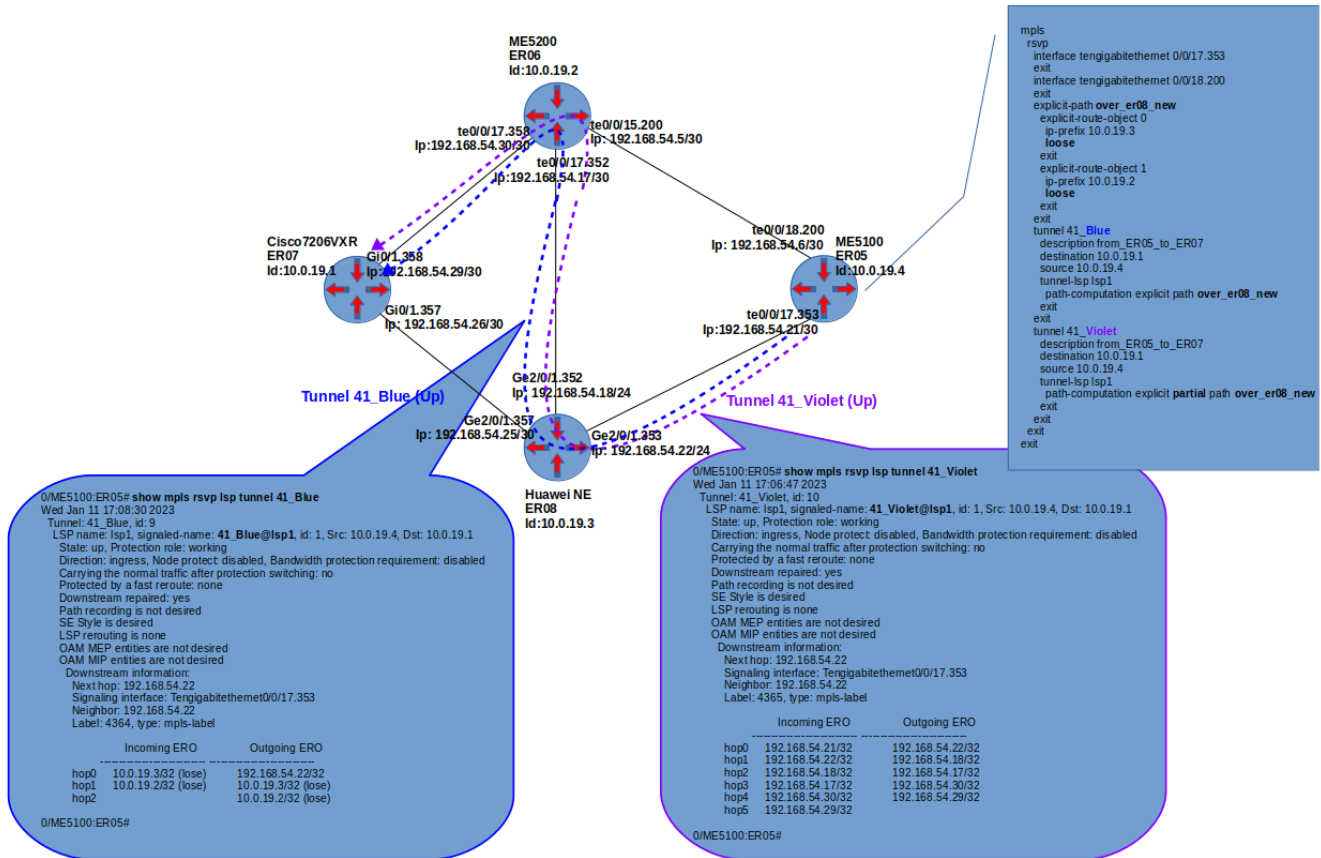 ME5200
ER06
Id:10.0.19.2
te0/0/17.358
Ip:192.168.54.30/30
te0/0/15.200
Ip: 192.168.54.5/30
te0/0/17.352
Ip:192.168.54.17/30
Cisco7206VXR
ER07
Id:10.0.19.1
Gi0/1.358
Ip:192.168.54.29/30
Gi0/1.357
Ip: 192.168.54.26/30
te0/0/18.200
Ip: 192.168.54.6/30
ME5100
ER05
Id:10.0.19.4
te0/0/17.353
Ip:192.168.54.21/30
Ge2/0/1.352
Ip: 192.168.54.18/24
Tunnel 41_Blue (Up)
Tunnel 41_Violet (Up)
Ge2/0/1.357
Ip: 192.168.54.25/30
Ge2/0/1.353
Ip: 192.168.54.22/24
Huawei NE
ER08
Id:10.0.19.3
mpls
rsvp
interface tengigabitethernet 0/0/17.353
exit
interface tengigabitethernet 0/0/18.200
exit
explicit-path over_er08_new
explicit-route-object 0
ip-prefix 10.0.19.3
loose
exit
explicit-route-object 1
ip-prefix 10.0.19.2
loose
exit
exit
tunnel 41_Blue
description from_ER05_to_ER07
destination 10.0.19.1
source 10.0.19.4
tunnel-lsp lsp1
path-computation explicit path over_er08_new
exit
exit
tunnel 41_Violet
description from_ER05_to_ER07
destination 10.0.19.1
source 10.0.19.4
tunnel-lsp lsp1
path-computation explicit partial path over_er08_new
exit
exit
exit
exit
0/ME5100:ER05# show mpls rsvp lsp tunnel 41_Blue
Wed Jan 11 17:08:30 2023
Tunnel: 41_Blue, id: 9
LSP name: lsp1, signaled-name: 41_Blue@lsp1, id: 1, Src: 10.0.19.4, Dst: 10.0.19.1
State: up, Protection role: working
Direction: ingress, Node protect: disabled, Bandwidth protection requirement: disabled
Carrying the normal traffic after protection switching: no
Protected by a fast reroute: none
Downstream repaired: yes
Path recording is not desired
SE Style is desired
LSP rerouting is none
OAM MEP entities are not desired
OAM MIP entities are not desired
Downstream information:
Next hop: 192.168.54.22
Signaling interface: Tengigabitethernet0/0/17.353
Neighbor: 192.168.54.22
Label: 4364, type: mpls-label
Incoming ERO Outgoing ERO
--------------------------- ---------------------------
hop0 10.0.19.3/32 (lose) 192.168.54.22/32
hop1 10.0.19.2/32 (lose) 10.0.19.3/32 (lose)
hop2 10.0.19.2/32 (lose)
0/ME5100:ER05#
0/ME5100:ER05# show mpls rsvp lsp tunnel 41_Violet
Wed Jan 11 17:06:47 2023
Tunnel: 41_Violet, id: 10
LSP name: lsp1, signaled-name: 41_Violet@lsp1, id: 1, Src: 10.0.19.4, Dst: 10.0.19.1
State: up, Protection role: working
Direction: ingress, Node protect: disabled, Bandwidth protection requirement: disabled
Carrying the normal traffic after protection switching: no
Protected by a fast reroute: none
Downstream repaired: yes
Path recording is not desired
SE Style is desired
LSP rerouting is none
OAM MEP entities are not desired
OAM MIP entities are not desired
Downstream information:
Next hop: 192.168.54.22
Signaling interface: Tengigabitethernet0/0/17.353
Neighbor: 192.168.54.22
Label: 4365, type: mpls-label
Incoming ERO Outgoing ERO
--------------------------- ---------------------------
hop0 192.168.54.21/32 192.168.54.22/32
hop1 192.168.54.22/32 192.168.54.18/32
hop2 192.168.54.18/32 192.168.54.17/32
hop3 192.168.54.17/32 192.168.54.30/32
hop4 192.168.54.30/32 192.168.54.29/32
hop5 192.168.54.29/32
0/ME5100:ER05#